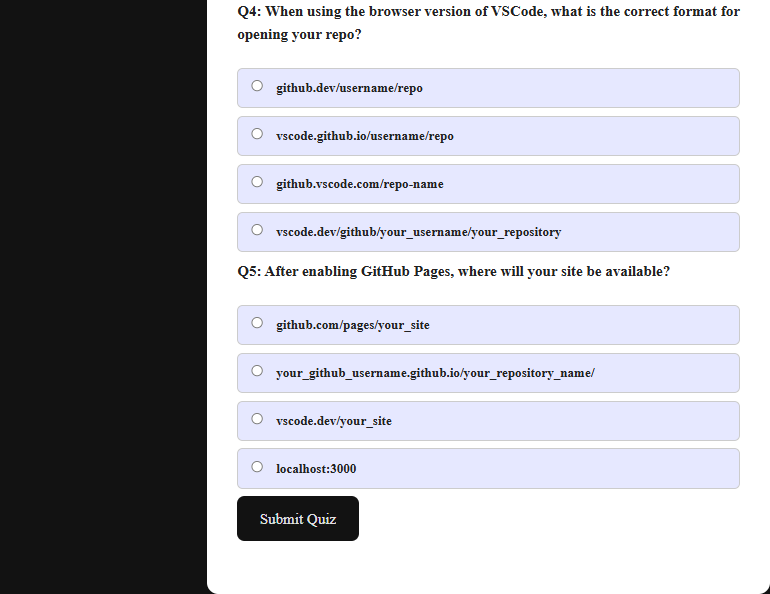 Q4: When using the browser version of VSCode, what is the correct format for
opening your repo?
github.dev/username/repo
vscode.github.io/username/repo
github.vscode.com/repo-name
vscode.dev/github/your_username/your_repository
Q5: After enabling GitHub Pages, where will your site be available?
github.com/pages/your_site
your_github_username.github.io/your_repository_name/
vscode.dev/your_site
localhost:3000
Submit Quiz